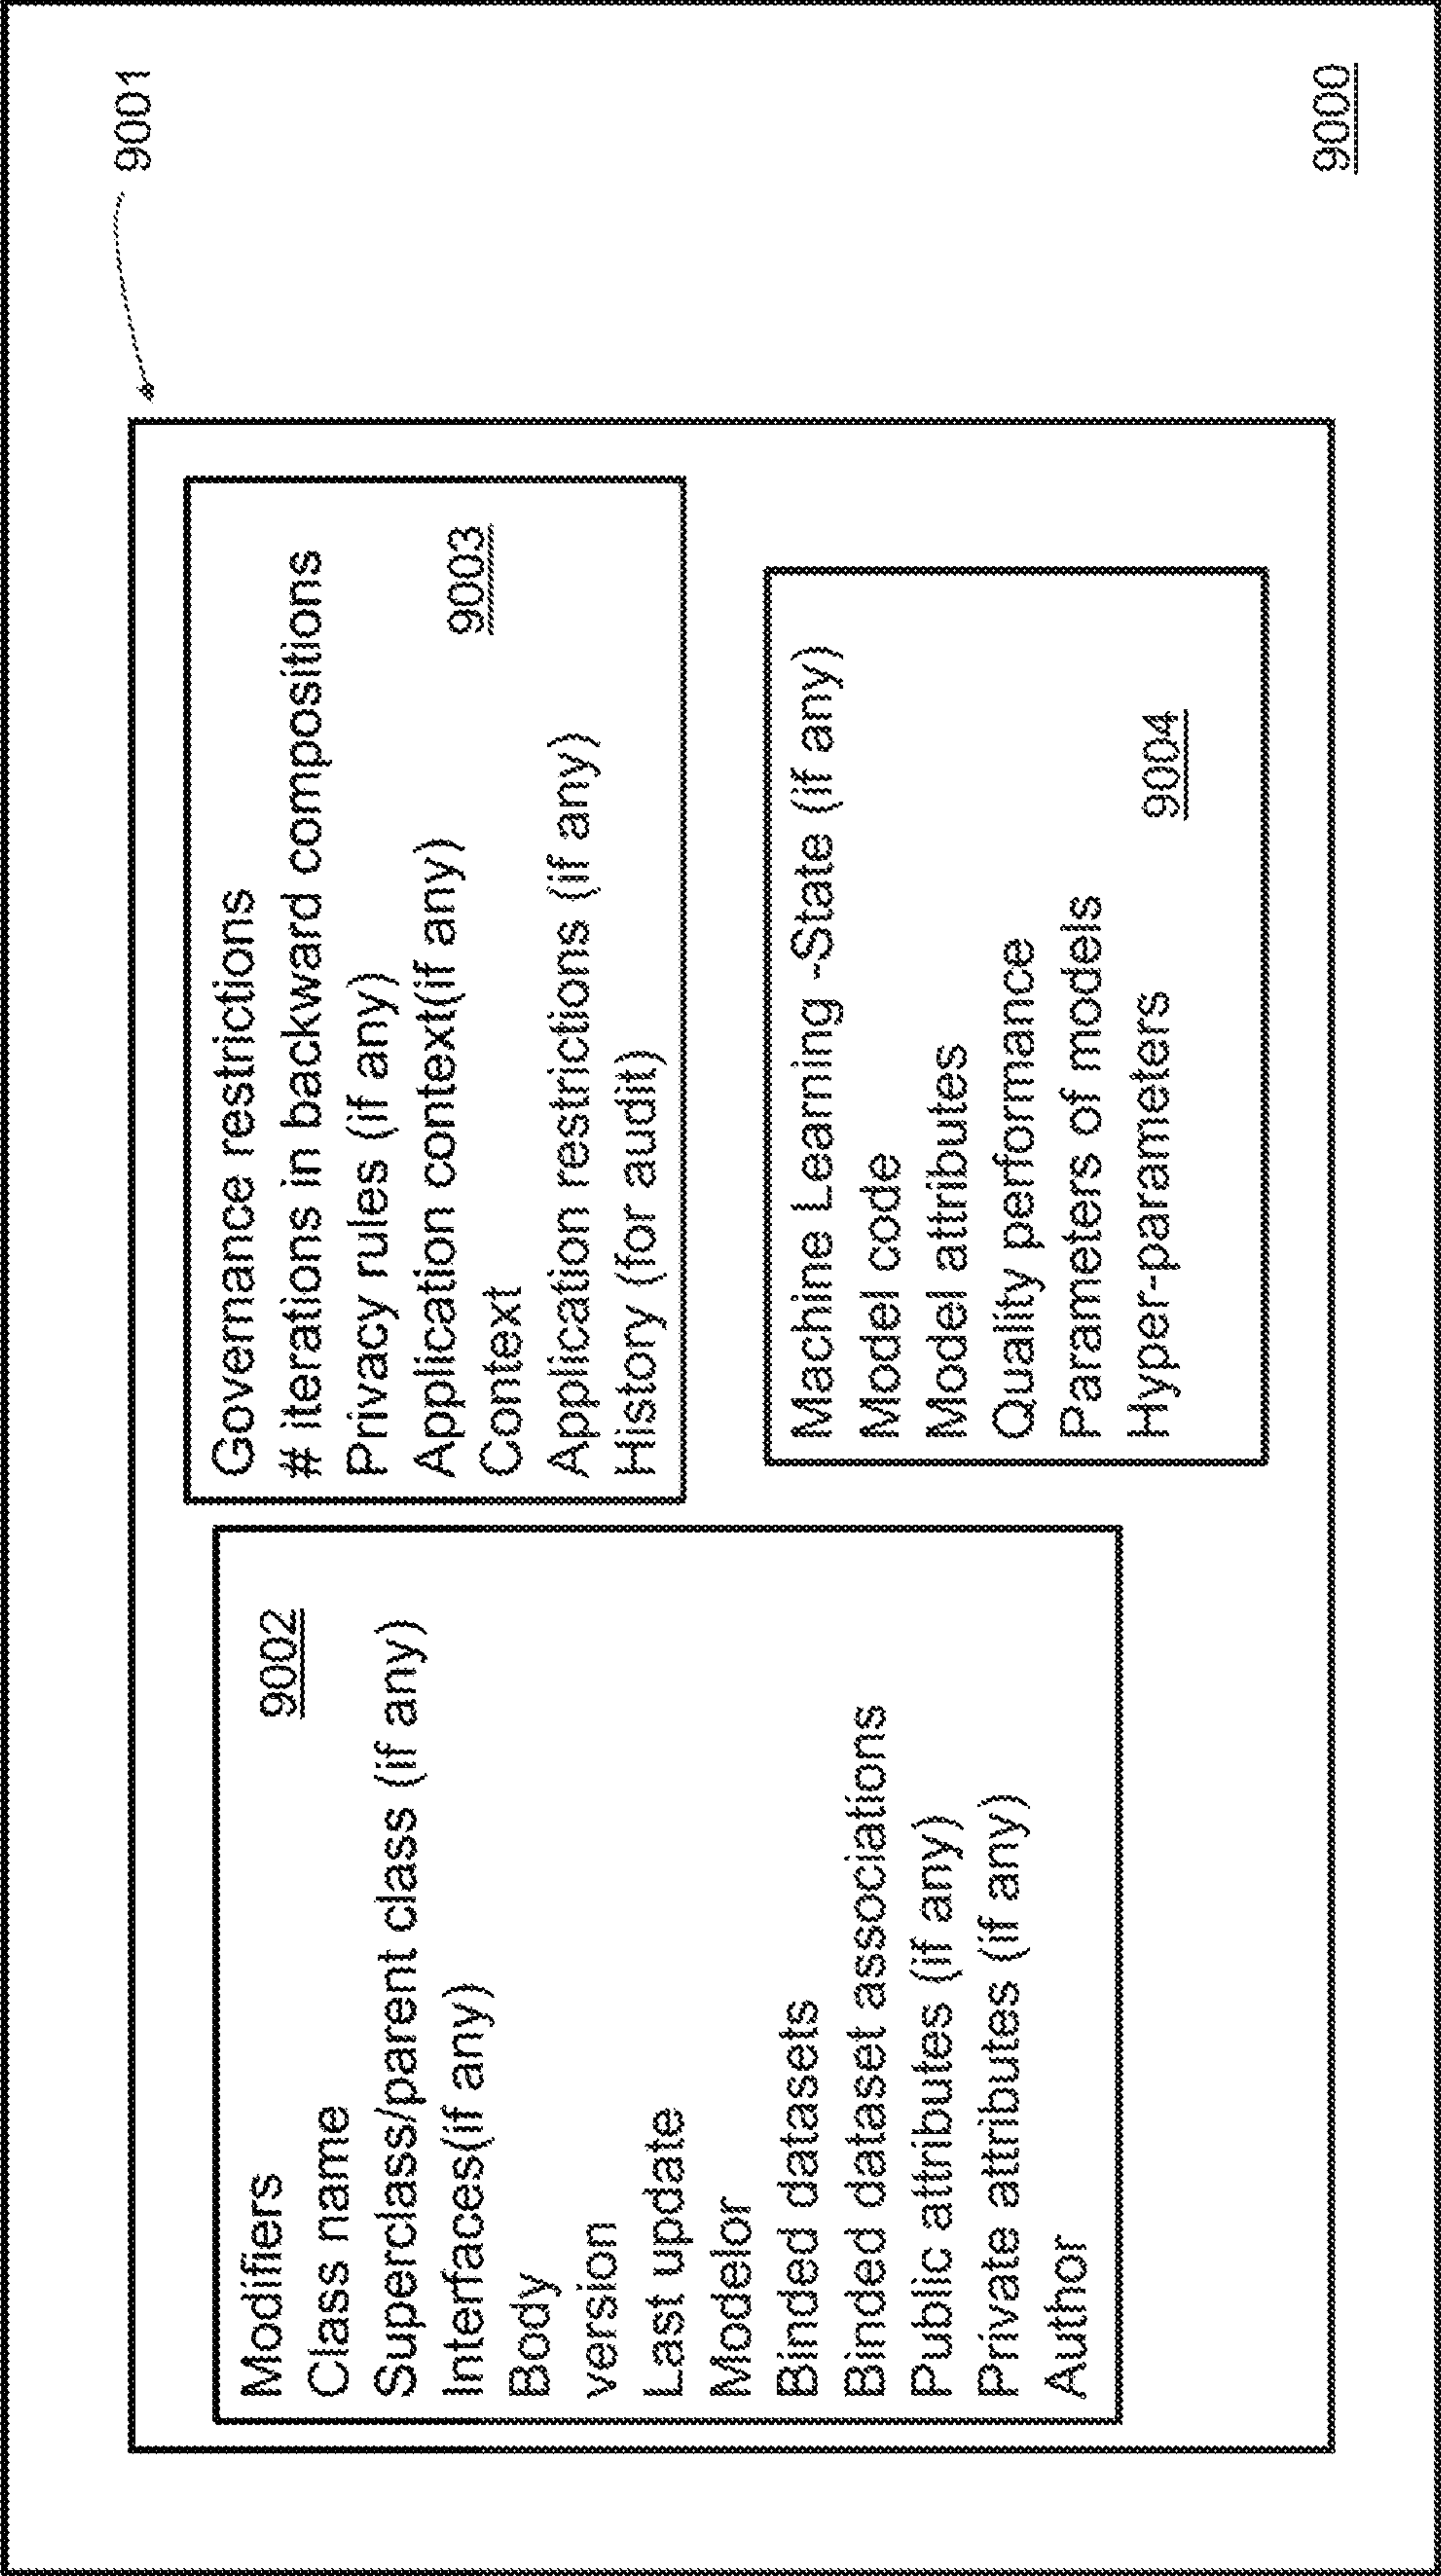 9001
Modifiers
9002
Class name
Superclass/parent class (if any)
Interfaces(if any)
Body
version
Last update
Modelor
Binded datasets
Binded dataset associations
Public attributes (if any)
Private attributes (if any)
Author
Governance restrictions
# iterations in backward compositions
Privacy rules (if any)
Application context(if any)
9003
Context
Application restrictions (if any)
History (for audit)
Machine Learning -State (if any)
Model code
Model attributes
Quality performance
Parameters of models
Hyper-parameters
9004
9000